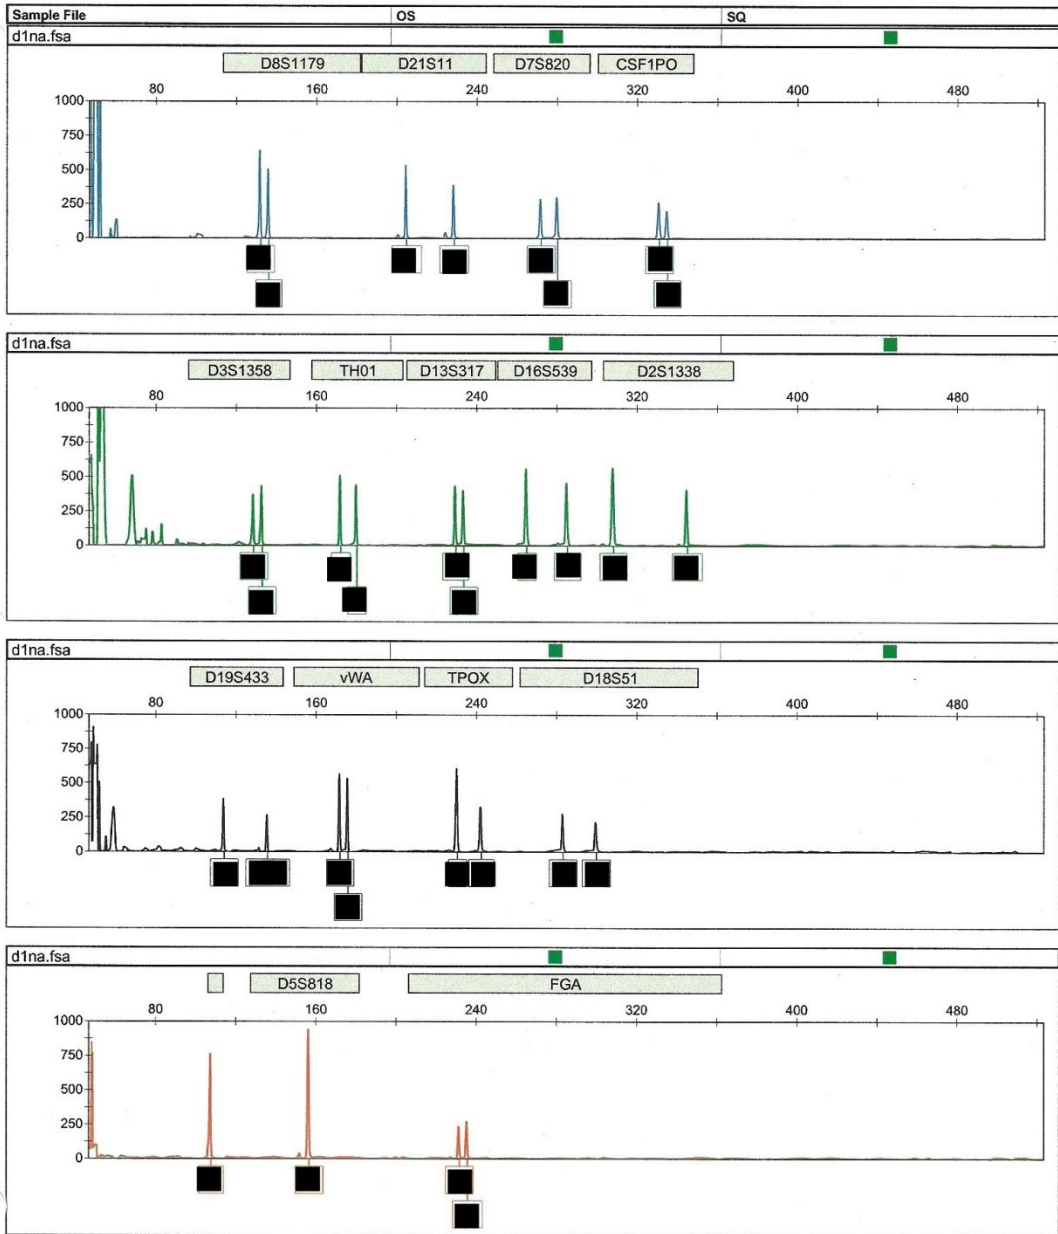 Sample File OS SQ
d1na.fsa
D8S1179 D21S11 D7S820 CSF1PO
80 160 240 320 400 480
1000
750
500
250
0
d1na.fsa
D3S1358 TH01 D13S317 D16S539 D2S1338
80 160 240 320 400 480
1000
750
500
250
0
d1na.fsa
D19S433 vWA TPOX D18S51
80 160 240 320 400 480
1000
750
500
250
0
d1na.fsa
D5S818 FGA
80 160 240 320 400 480
1000
750
500
250
0